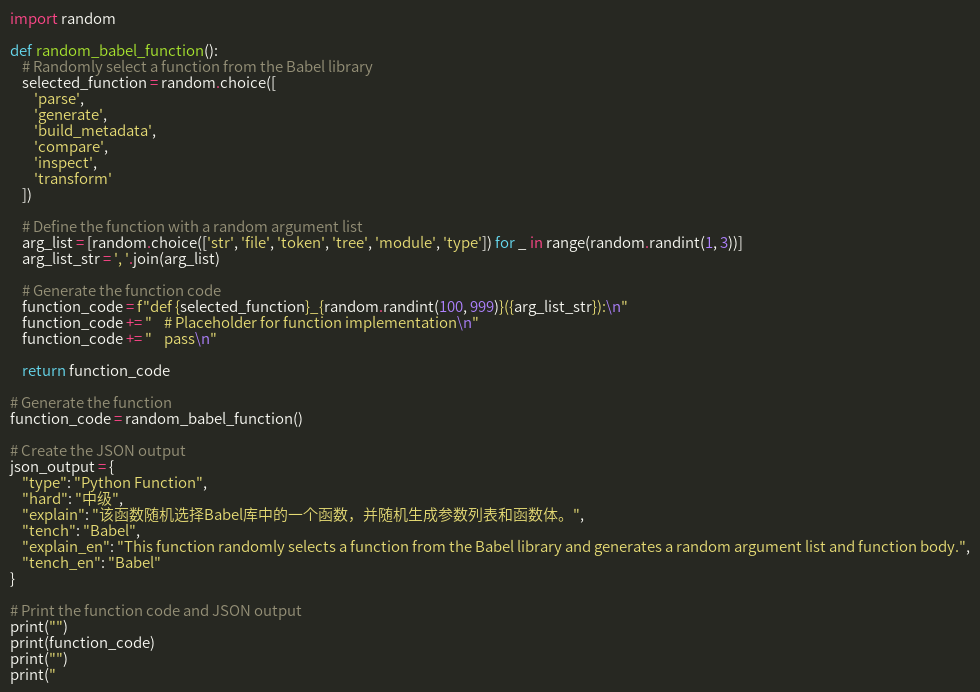 import random

def random_babel_function():
    # Randomly select a function from the Babel library
    selected_function = random.choice([
        'parse',
        'generate',
        'build_metadata',
        'compare',
        'inspect',
        'transform'
    ])

    # Define the function with a random argument list
    arg_list = [random.choice(['str', 'file', 'token', 'tree', 'module', 'type']) for _ in range(random.randint(1, 3))]
    arg_list_str = ', '.join(arg_list)

    # Generate the function code
    function_code = f"def {selected_function}_{random.randint(100, 999)}({arg_list_str}):\n"
    function_code += "    # Placeholder for function implementation\n"
    function_code += "    pass\n"

    return function_code

# Generate the function
function_code = random_babel_function()

# Create the JSON output
json_output = {
    "type": "Python Function",
    "hard": "中级",
    "explain": "该函数随机选择Babel库中的一个函数，并随机生成参数列表和函数体。",
    "tench": "Babel",
    "explain_en": "This function randomly selects a function from the Babel library and generates a random argument list and function body.",
    "tench_en": "Babel"
}

# Print the function code and JSON output
print("")
print(function_code)
print("")
print("